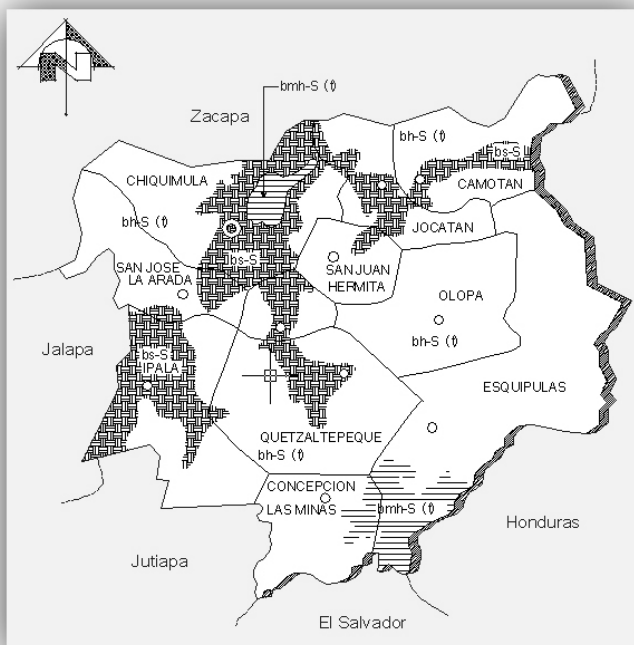 N
bmh-S (f)
Zacapa
bh-S (f)
bs-S
CHIQUIMULA
CAMOTAN
bh-S (f)
JOCATAN
bs-S
SAN JOSE
LA ARADA
SAN JUAN
HERMITA
OLOPA
bh-S (f)
Jalapa
bs-S
IPALA
ESQUIPULAS
QUETZALTEPEQUE
bh-S (f)
CONCEPCION
LAS MINAS
bmh-S (f)
Honduras
Jutiapa
El Salvador